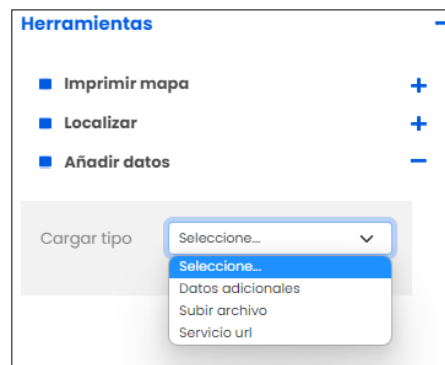 Herramientas
Imprimir mapa
Localizar
Añadir datos
Cargar tipo Seleccione...
Seleccione...
Datos adicionales
Subir archivo
Servicio url